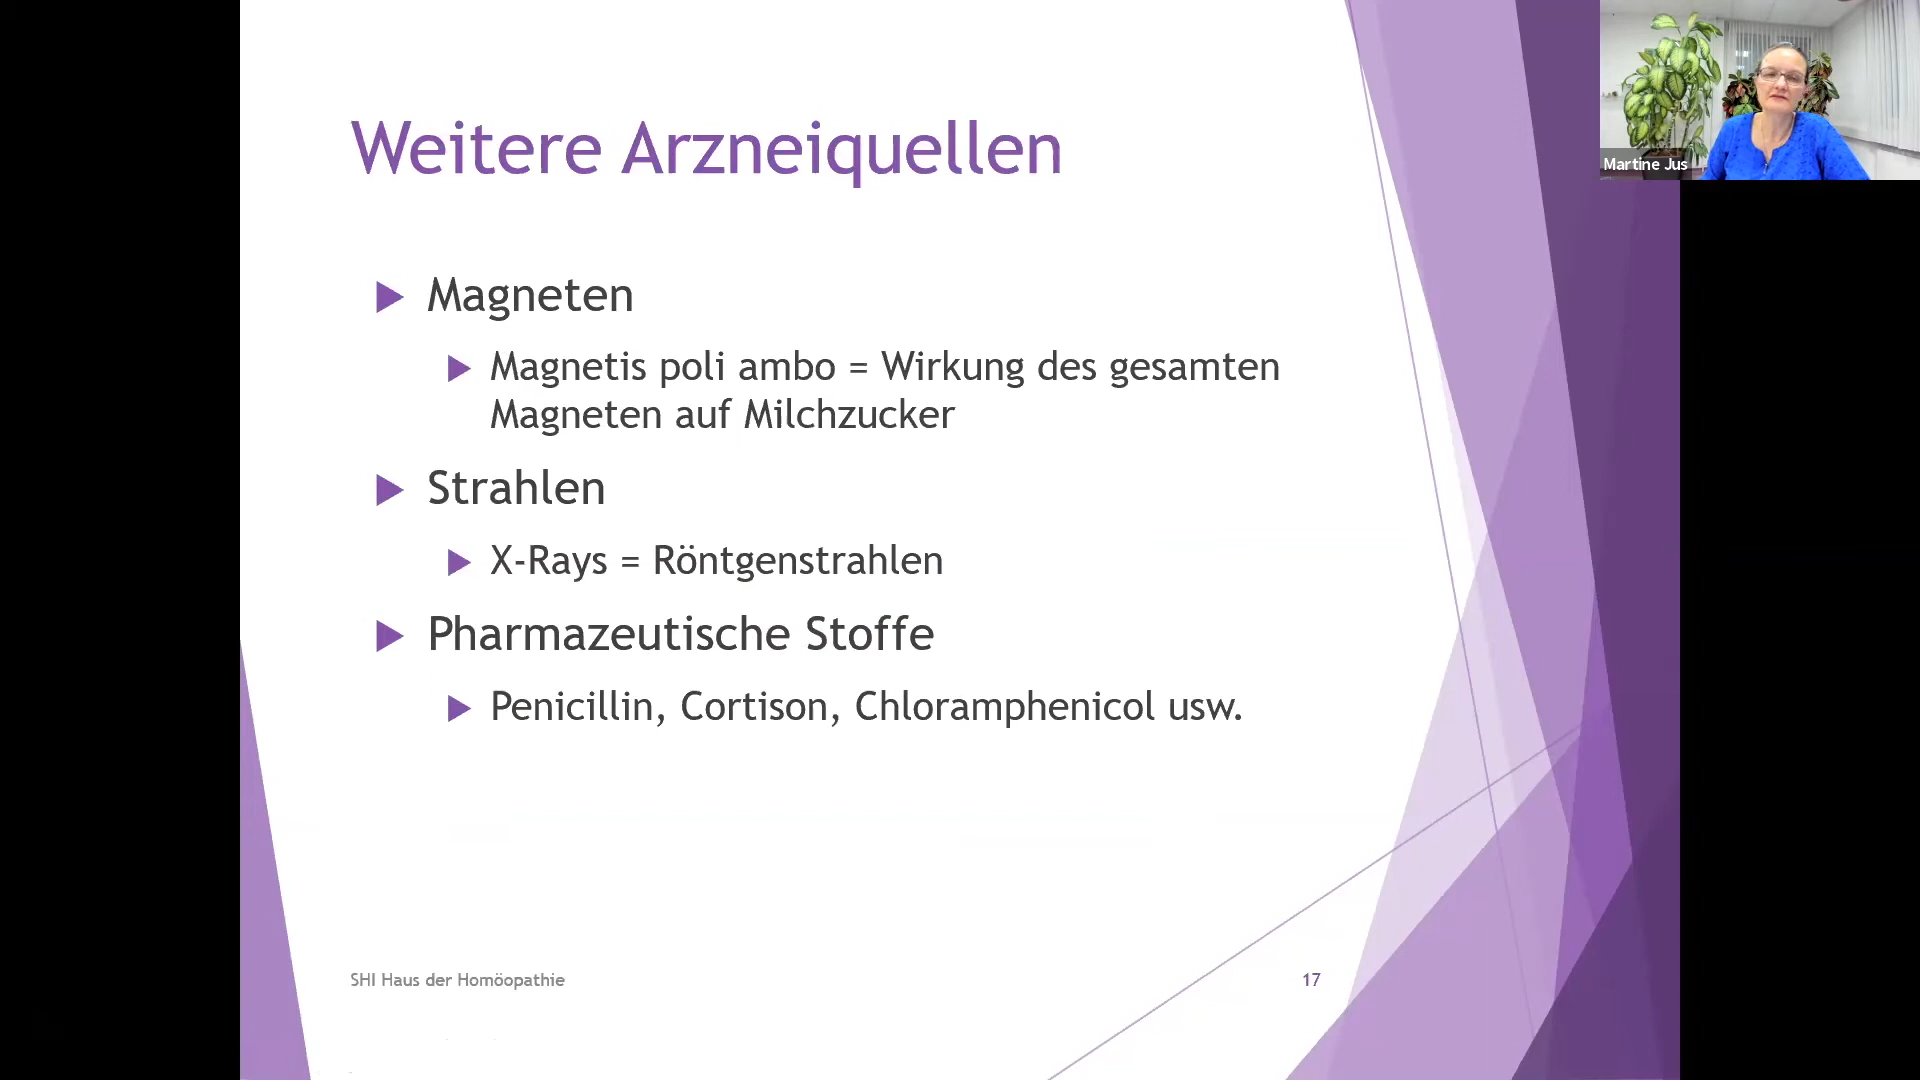 Weitere Arzneiquellen
Magneten
Magnetis poli ambo = Wirkung des gesamten
Magneten auf Milchzucker
Strahlen
X-Rays = Röntgenstrahlen
Pharmazeutische Stoffe
Penicillin, Cortison, Chloramphenicol usw.
SHI Haus der Homöopathie
17
Martine Jus